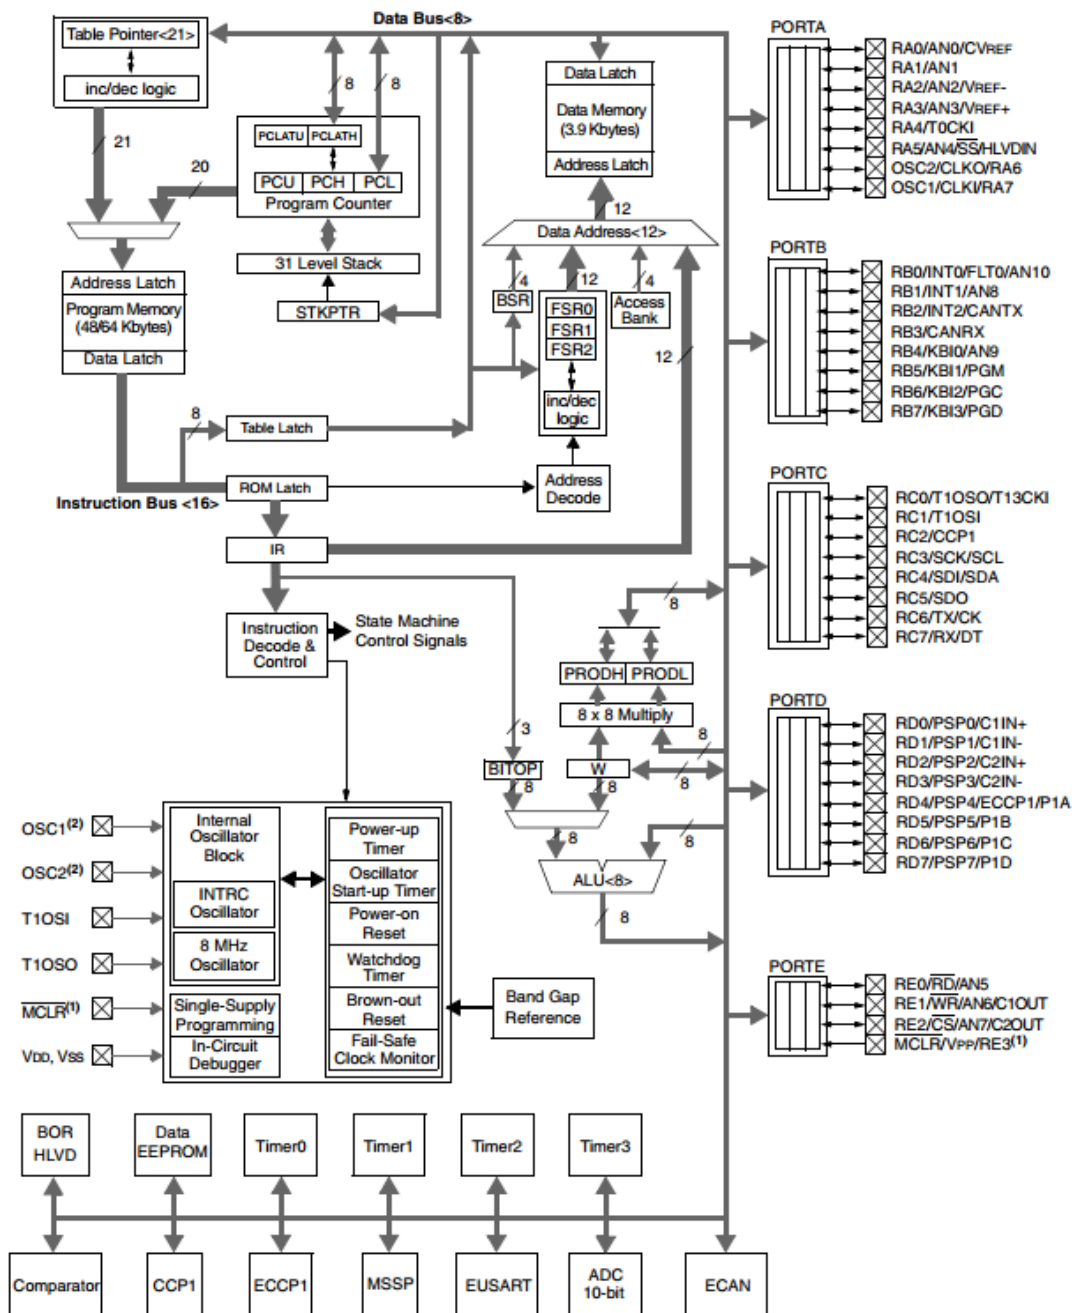 Data Bus<8>
Table Pointer<21>
inc/dec logic
21
20
8
8
PCLATU PCLATH
PCU PCH PCL
Program Counter
31 Level Stack
STKPTR
Data Latch
Data Memory
(3.9 Kbytes)
Address Latch
12
Data Address<12>
4
12
4
BSR
FSR0
FSR1
FSR2
Access
Bank
12
inc/dec
logic
Address Latch
Program Memory
(48/64 Kbytes)
Data Latch
8
Table Latch
Instruction Bus <16>
ROM Latch
Address
Decode
IR
Instruction
Decode &
Control
State Machine
Control Signals
8
PRODH PRODL
8 x 8 Multiply
3
8
BITOP
W
8
8
8
8
8
ALU<8>
8
OSC1(2)
OSC2(2)
T1OSI
T1OSO
MCLR(1)
VDD, VSS
Internal
Oscillator
Block
INTRC
Oscillator
8 MHz
Oscillator
Single-Supply
Programming
In-Circuit
Debugger
Power-up
Timer
Oscillator
Start-up Timer
Power-on
Reset
Watchdog
Timer
Brown-out
Reset
Fail-Safe
Clock Monitor
Band Gap
Reference
PORTA
RA0/AN0/CVREF
RA1/AN1
RA2/AN2/VREF-
RA3/AN3/VREF+
RA4/T0CKI
RA5/AN4/SS/HLVDIN
OSC2/CLKO/RA6
OSC1/CLKI/RA7
PORTB
RB0/INT0/FLT0/AN10
RB1/INT1/AN8
RB2/INT2/CANTX
RB3/CANRX
RB4/KBI0/AN9
RB5/KBI1/PGM
RB6/KBI2/PGC
RB7/KBI3/PGD
PORTC
RC0/T1OSO/T13CKI
RC1/T1OSI
RC2/CCP1
RC3/SCK/SCL
RC4/SDI/SDA
RC5/SDO
RC6/TX/CK
RC7/RX/DT
PORTD
RD0/PSP0/C1IN+
RD1/PSP1/C1IN-
RD2/PSP2/C2IN+
RD3/PSP3/C2IN-
RD4/PSP4/ECCP1/P1A
RD5/PSP5/P1B
RD6/PSP6/P1C
RD7/PSP7/P1D
PORTE
RE0/RD/AN5
RE1/WR/AN6/C1OUT
RE2/CS/AN7/C2OUT
MCLR/VPP/RE3(1)
BOR
HLVD
Data
EEPROM
Timer0
Timer1
Timer2
Timer3
Comparator
CCP1
ECCP1
MSSP
EUSART
ADC
10-bit
ECAN